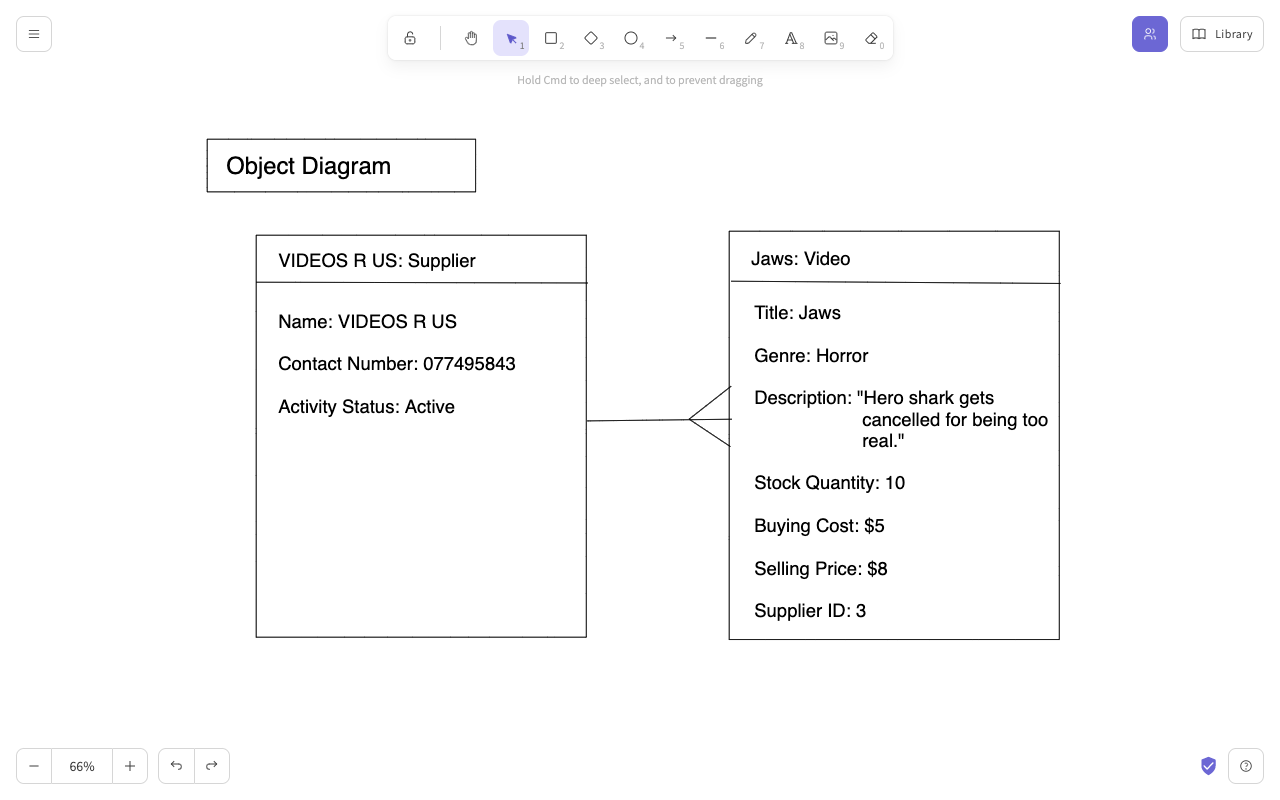 1
2
3
4
5
6
7
8
9
0
Library
Hold Cmd to deep select, and to prevent dragging
Object Diagram
VIDEOS R US: Supplier
Name: VIDEOS R US
Contact Number: 077495843
Activity Status: Active
Jaws: Video
Title: Jaws
Genre: Horror
Description: "Hero shark gets
cancelled for being too
real."
Stock Quantity: 10
Buying Cost: $5
Selling Price: $8
Supplier ID: 3
66%